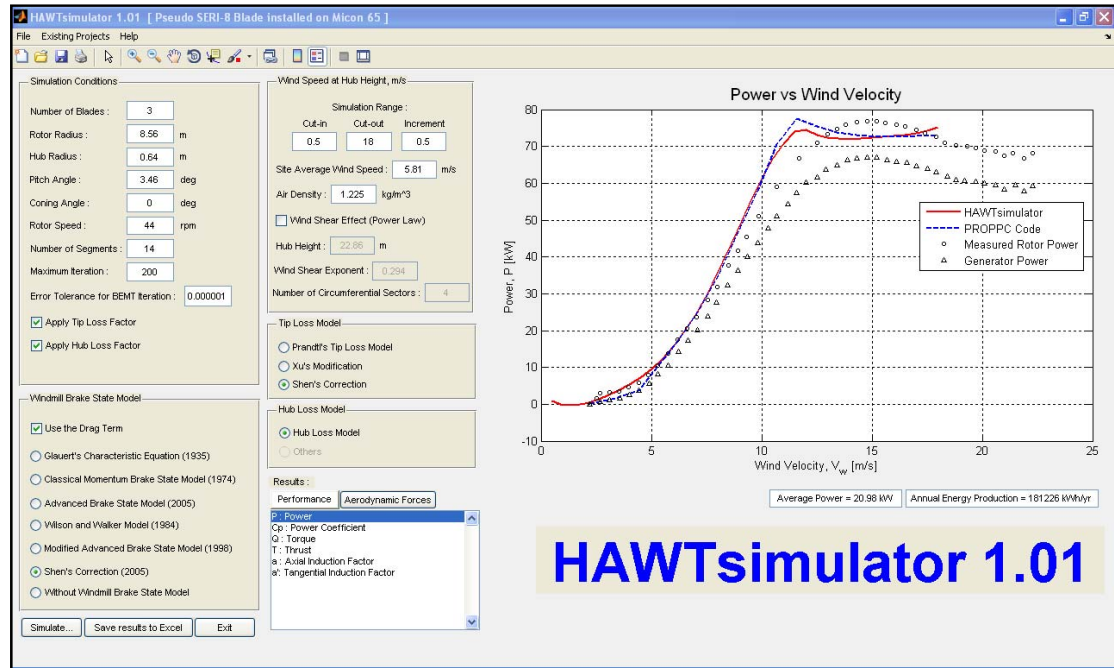 HAWTsimulator 1.01 [ Pseudo SERI-8 Blade installed on Micon 65 ]
File Existing Projects Help
Simulation Conditions
Number of Blades : 3
Rotor Radius : 8.56 m
Hub Radius : 0.64 m
Pitch Angle : 3.46 deg
Coning Angle : 0 deg
Rotor Speed : 44 rpm
Number of Segments : 14
Maximum Iteration : 200
Error Tolerance for BEMT Iteration : 0.000001
Apply Tip Loss Factor
Apply Hub Loss Factor
Windmill Brake State Model
Use the Drag Term
Glauert's Characteristic Equation (1935)
Classical Momentum Brake State Model (1974)
Advanced Brake State Model (2005)
Wilson and Walker Model (1984)
Modified Advanced Brake State Model (1998)
Shen's Correction (2005)
Without Windmill Brake State Model
Simulate... Save results to Excel Exit
Wind Speed at Hub Height, m/s
Simulation Range :
Cut-in Cut-out Increment
0.5 18 0.5
Site Average Wind Speed : 5.81 m/s
Air Density : 1.225 kg/m^3
Wind Shear Effect (Power Law)
Hub Height : 22.86 m
Wind Shear Exponent : 0.294
Number of Circumferential Sectors : 4
Tip Loss Model
Prandtl's Tip Loss Model
Xu's Modification
Shen's Correction
Hub Loss Model
Hub Loss Model
Others
Results :
Performance Aerodynamic Forces
P : Power
Cp : Power Coefficient
Q : Torque
T : Thrust
a : Axial Induction Factor
a': Tangential Induction Factor
Power vs Wind Velocity
Power, P [kW]
80
70
60
50
40
30
20
10
0
-10
0 5 10 15 20 25
Wind Velocity, V_w [m/s]
HAWTsimulator
PROPPC Code
Measured Rotor Power
Generator Power
Average Power = 20.98 kW Annual Energy Production = 181226 kWh/yr
HAWTsimulator 1.01